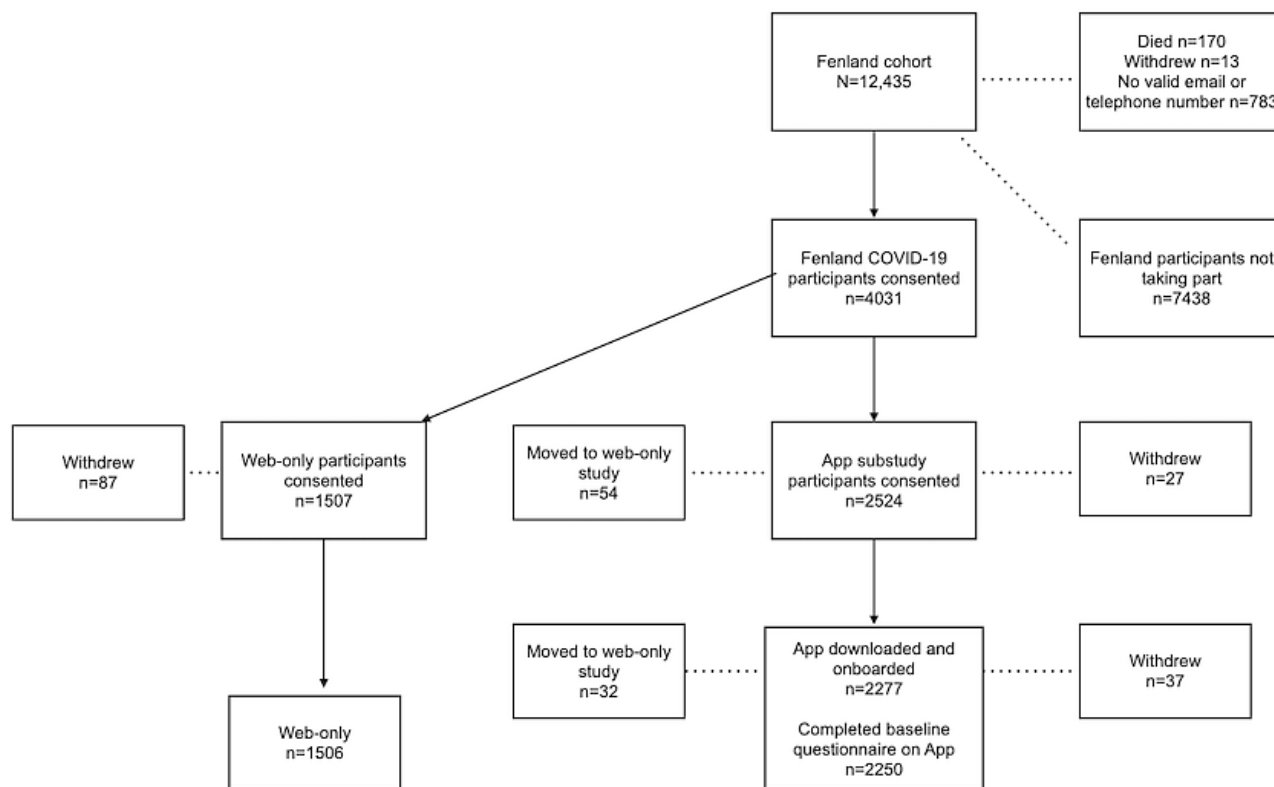 Fenland cohort
N=12,435
Died n=170
Withdrew n=13
No valid email or
telephone number n=783
Fenland COVID-19
participants consented
n=4031
Fenland participants not
taking part
n=7438
Withdrew
n=87
Web-only participants
consented
n=1507
Moved to web-only
study
n=54
App substudy
participants consented
n=2524
Withdrew
n=27
Web-only
n=1506
Moved to web-only
study
n=32
App downloaded and
onboarded
n=2277
Completed baseline
questionnaire on App
n=2250
Withdrew
n=37